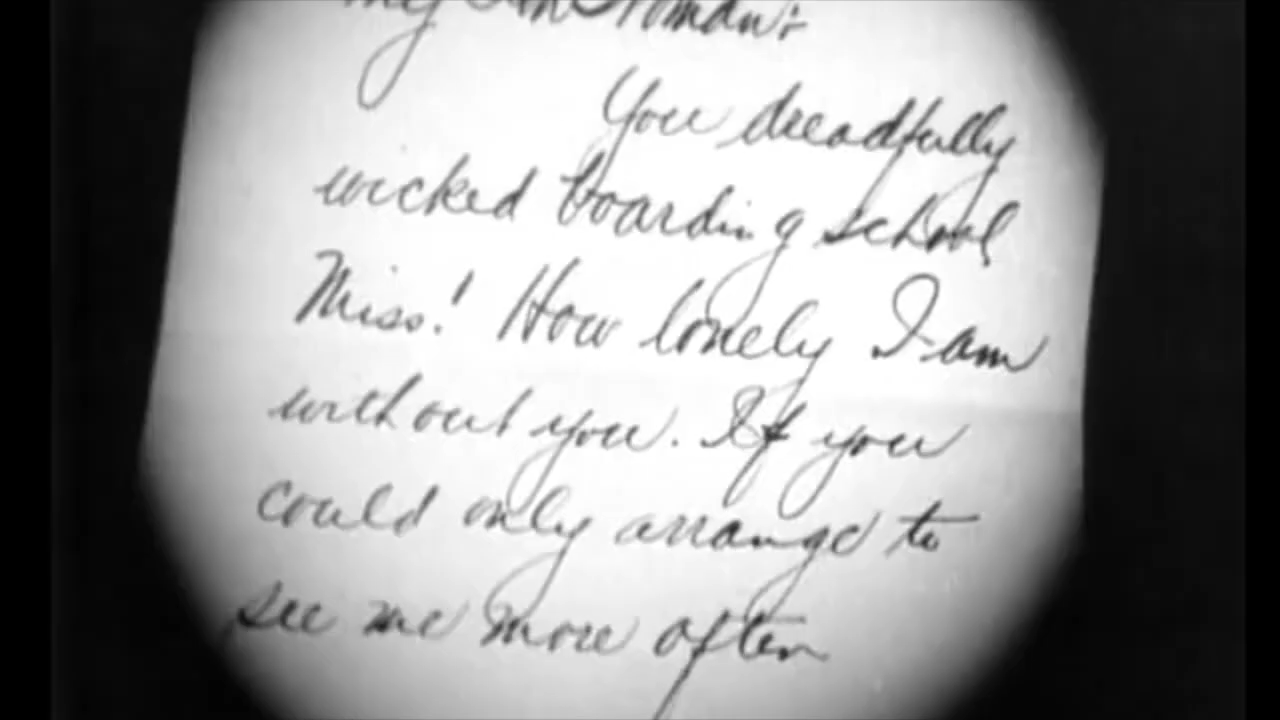 My
You dreadfully
wicked boarding school
Miss! How lonely I am
without you. If you
could only arrange to
see me more often